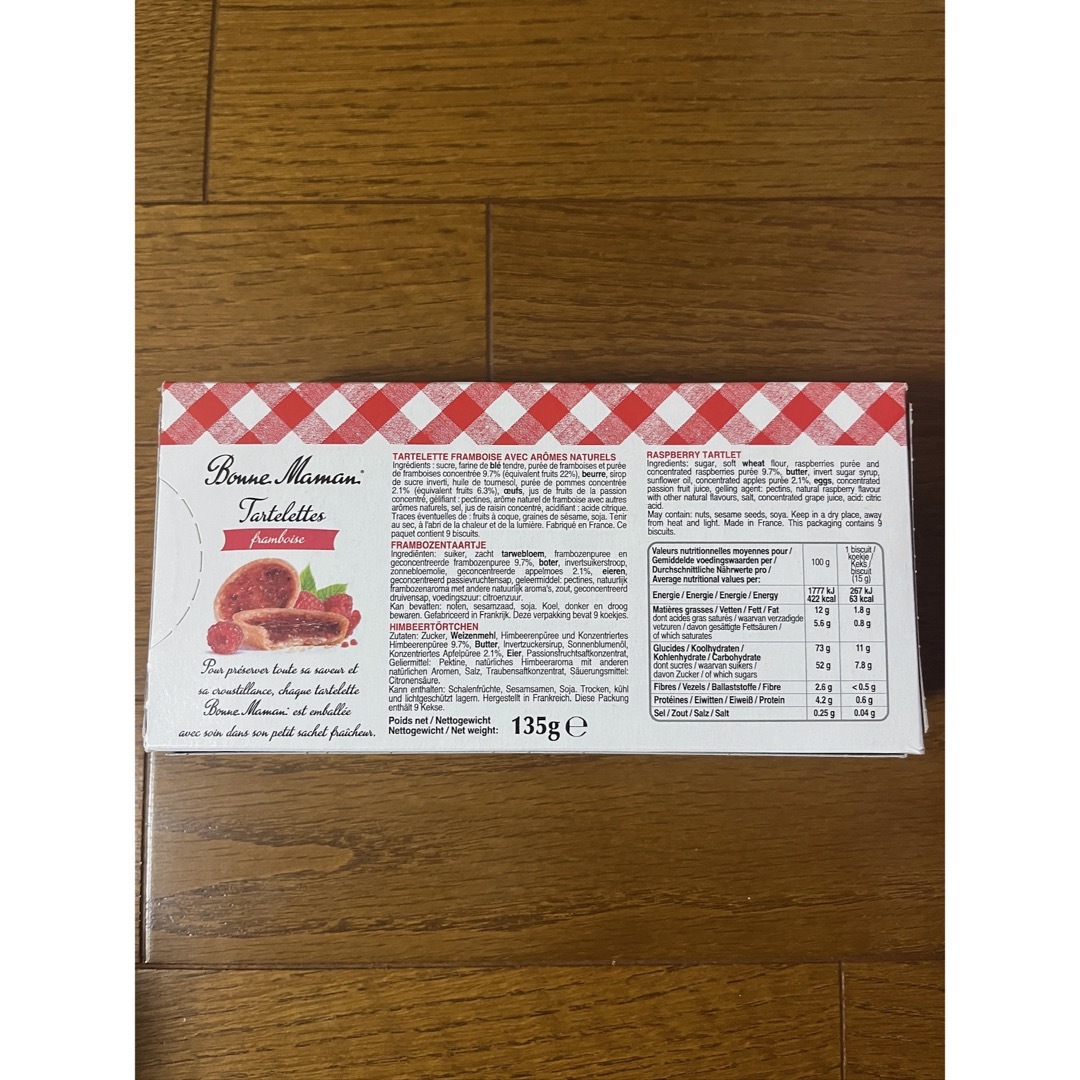 Bonne Maman
Tartelettes
framboise
Pour préserver toute sa saveur et
sa croustillance, chaque tartelette
Bonne Maman est emballée
avec soin dans son petit sachet fraîcheur.
TARTELETTE FRAMBOISE AVEC ARÔMES NATURELS
Ingrédients : sucre, farine de blé tendre, purée de framboises et purée
de framboises concentrée 9.7% (équivalent fruits 22%), beurre, sirop
de sucre inverti, huile de tournesol, purée de pommes concentrée
2.1% (équivalent fruits 6.3%), œufs, jus de fruits de la passion
concentré, gélifiant : pectines, arôme naturel de framboise avec autres
arômes naturels, sel, jus de raisin concentré, acidifiant : acide citrique.
Traces éventuelles de : fruits à coque, graines de sésame, soja. Tenir
au sec, à l'abri de la chaleur et de la lumière. Fabriqué en France. Ce
paquet contient 9 biscuits.
FRAMBOZENTAARTJE
Ingrediënten: suiker, zacht tarwebloem, frambozenpuree en
geconcentreerde frambozenpuree 9.7%, boter, invertsuikerstroop,
zonnebloemolie, geconcentreerde appelmoes 2.1%, eieren,
geconcentreerd passievruchtensap, geleermiddel: pectines, natuurlijk
frambozenaroma met andere natuurlijk aroma's, zout, geconcentreerd
druivensap, voedingszuur: citroenzuur.
Kan bevatten: noten, sesamzaad, soja. Koel, donker en droog
bewaren. Gefabriceerd in Frankrijk. Deze verpakking bevat 9 koekjes.
HIMBEERTÖRTCHEN
Zutaten: Zucker, Weizenmehl, Himbeerenpüree und Konzentriertes
Himbeerenpüree 9.7%, Butter, Invertzuckersirup, Sonnenblumenöl,
Konzentriertes Apfelpüree 2.1%, Eier, Passionsfruchtsaftkonzentrat,
Geliermittel: Pektine, natürliches Himbeeraroma mit anderen
natürlichen Aromen, Salz, Traubensaftkonzentrat, Säuerungsmittel:
Citronensäure.
Kann enthalten: Schalenfrüchte, Sesamsamen, Soja. Trocken, kühl
und lichtgeschützt lagern. Hergestellt in Frankreich. Diese Packung
enthält 9 Kekse.
Poids net / Nettogewicht
Nettogewicht / Net weight: 135g ℮
RASPBERRY TARTLET
Ingredients: sugar, soft wheat flour, raspberries purée and
concentrated raspberries purée 9.7%, butter, invert sugar syrup,
sunflower oil, concentrated apples purée 2.1%, eggs, concentrated
passion fruit juice, gelling agent: pectins, natural raspberry flavour
with other natural flavours, salt, concentrated grape juice, acid: citric
acid.
May contain: nuts, sesame seeds, soya. Keep in a dry place, away
from heat and light. Made in France. This packaging contains 9
biscuits.
Valeurs nutritionnelles moyennes pour /
Gemiddelde voedingswaarden per /
Durchschnittliche Nährwerte pro /
Average nutritional values per:
100 g
1 biscuit /
koekje /
Keks /
biscuit
(15 g)
Energie / Energie / Energie / Energy
1777 kJ 267 kJ
422 kcal 63 kcal
Matières grasses / Vetten / Fett / Fat 12 g 1.8 g
dont acides gras saturés / waarvan verzadigde
vetzuren / davon gesättigte Fettsäuren / 5.6 g 0.8 g
of which saturates
Glucides / Koolhydraten / 73 g 11 g
Kohlenhydrate / Carbohydrate
dont sucres / waarvan suikers / 52 g 7.8 g
davon Zucker / of which sugars
Fibres / Vezels / Ballaststoffe / Fibre 2.6 g <0.5 g
Protéines / Eiwitten / Eiweiß / Protein 4.2 g 0.6 g
Sel / Zout / Salz / Salt 0.25 g 0.04 g